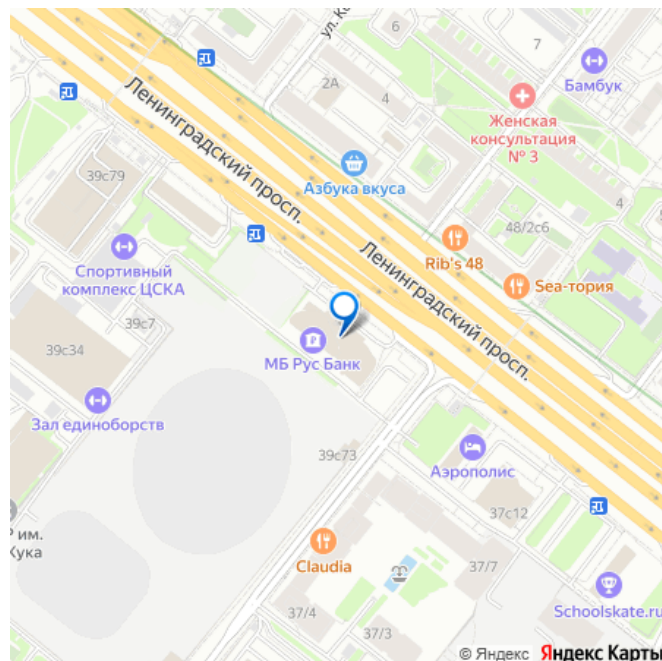 ул. Ко
6
7
2А
4
Бамбук
Ленинградский просп.
Женская
консультация
№ 3
39с79
Азбука вкуса
48/2с6
Ленинградский просп.
Rib's 48
Спортивный
комплекс ЦСКА
Sea-тория
39с7
39с34
МБ Рус Банк
Зал единоборств
39с73
Аэрополис
37с12
им.
Кука
Claudia
37/7
37/4
37/3
Schoolskate.ru
© Яндекс Яндекс Карты